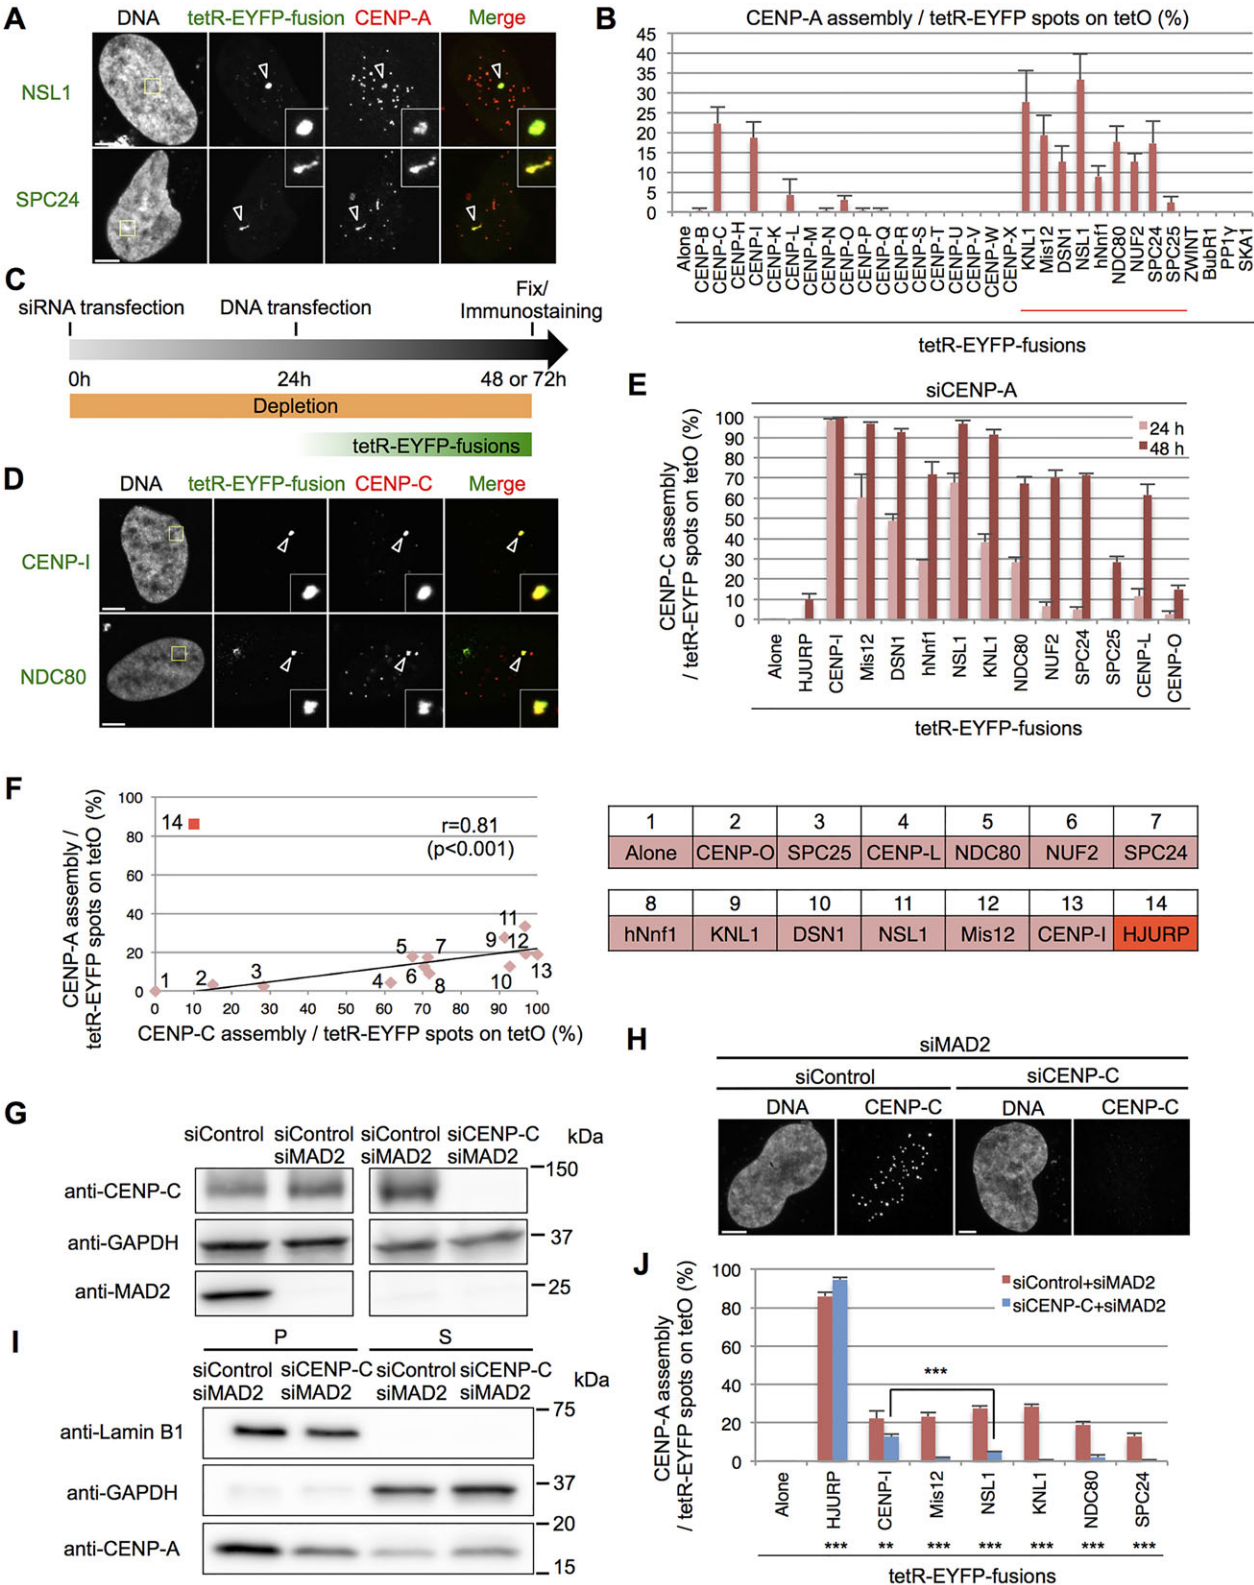 A
DNA tetR-EYFP-fusion CENP-A Merge
NSL1
SPC24
B
CENP-A assembly / tetR-EYFP spots on tetO (%)
45
40
35
30
25
20
15
10
5
0
Alone
CENP-B
CENP-C
CENP-H
CENP-I
CENP-K
CENP-L
CENP-M
CENP-N
CENP-O
CENP-P
CENP-Q
CENP-R
CENP-S
CENP-T
CENP-U
CENP-V
CENP-W
CENP-X
KNL1
Mis12
DSN1
NSL1
hNnf1
NDC80
NUF2
SPC24
SPC25
ZWINT
BubR1
PP1γ
SKA1
tetR-EYFP-fusions
C
siRNA transfection DNA transfection Fix/
Immunostaining
0h 24h 48 or 72h
Depletion
tetR-EYFP-fusions
D
DNA tetR-EYFP-fusion CENP-C Merge
CENP-I
NDC80
E
siCENP-A
CENP-C assembly
/ tetR-EYFP spots on tetO (%)
100
90
80
70
60
50
40
30
20
10
0
24 h
48 h
Alone
HJURP
CENP-I
Mis12
DSN1
hNnf1
NSL1
KNL1
NDC80
NUF2
SPC24
SPC25
CENP-L
CENP-O
tetR-EYFP-fusions
F
CENP-A assembly /
tetR-EYFP spots on tetO (%)
100
80
60
40
20
0
14
r=0.81
(p<0.001)
1 2 3 4 5 6 7 8 9 10 11 12 13
0 10 20 30 40 50 60 70 80 90 100
CENP-C assembly / tetR-EYFP spots on tetO (%)
1 2 3 4 5 6 7
Alone CENP-O SPC25 CENP-L NDC80 NUF2 SPC24
8 9 10 11 12 13 14
hNnf1 KNL1 DSN1 NSL1 Mis12 CENP-I HJURP
G
siControl siControl siControl siCENP-C kDa
siMAD2 siMAD2 siMAD2
anti-CENP-C
150
anti-GAPDH
37
anti-MAD2
25
H
siMAD2
siControl siCENP-C
DNA CENP-C DNA CENP-C
I
P S
siControl siCENP-C siControl siCENP-C kDa
siMAD2 siMAD2 siMAD2 siMAD2
anti-Lamin B1
75
anti-GAPDH
37
anti-CENP-A
20
15
J
CENP-A assembly
/ tetR-EYFP spots on tetO (%)
100
80
60
40
20
0
siControl+siMAD2
siCENP-C+siMAD2
***
Alone
HJURP
CENP-I
Mis12
NSL1
KNL1
NDC80
SPC24
*** ** *** *** *** *** ***
tetR-EYFP-fusions